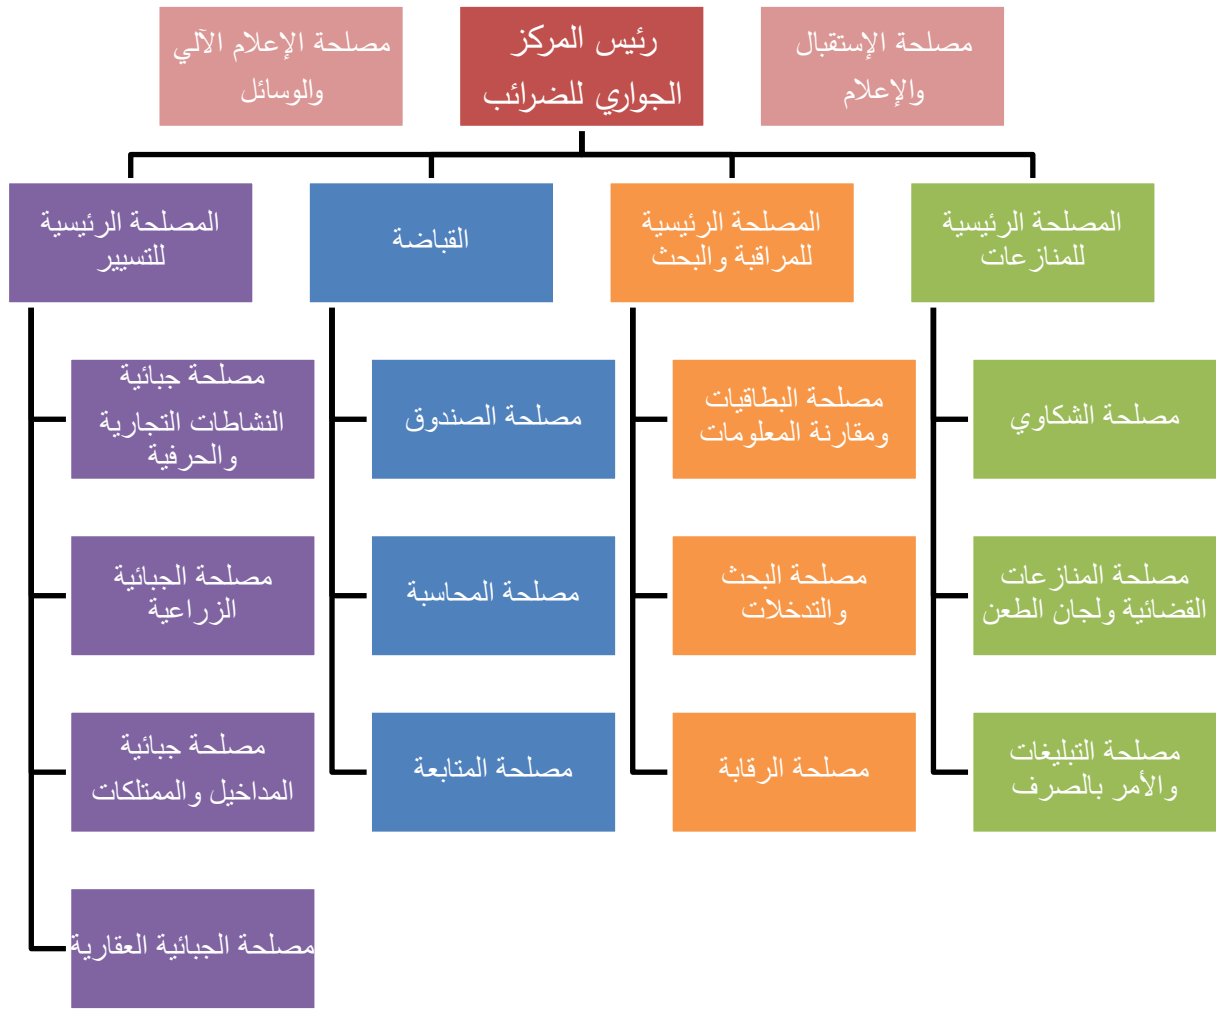 مصلحة الإستقبال
والإعلام
رئيس المركز
الجواري للضرائب
مصلحة الإعلام الآلي
والوسائل
المصلحة الرئيسية
للمنازعات
المصلحة الرئيسية
للمراقبة والبحث
القباضة
المصلحة الرئيسية
للتسيير
مصلحة الشكاوي
مصلحة البطاقيات
ومقارنة المعلومات
مصلحة الصندوق
مصلحة جبائية
النشاطات التجارية
والحرفية
مصلحة المنازعات
القضائية ولجان الطعن
مصلحة البحث
والتدخلات
مصلحة المحاسبة
مصلحة الجبائية
الزراعية
مصلحة التبليغات
والأمر بالصرف
مصلحة الرقابة
مصلحة المتابعة
مصلحة جبائية
المداخيل والممتلكات
مصلحة الجبائية العقارية